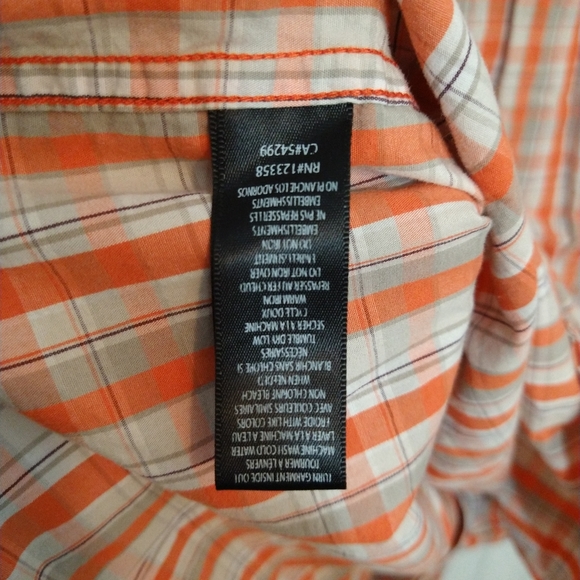 TURN GARMENT INSIDE OUT
TOURMER À L'ENVERS
MACHINE WASH COLD WATER
LAVER À LA MACHINE À L'EAU
FROIDE WITH LIKE COLORS
AVEC COULEURS SIMILAIRES
NON CHLORINE BLEACH
WHEN NEEDED
BLANCHIR SANS CHLORE SI
NECESSAIRES
TUMBLE DRY LOW
SECHER À LA MACHINE
CYCLE DOUX
WARM IRON
REPASSER AU FER
DO NOT IRON OVER
DO NOT IRON
EMBELLISHMENTS
NE PAS REPASSER LES
EMBELLISHMENTS
NO PLANCHE LOS ADORNOS
RN#123358
CA#54299